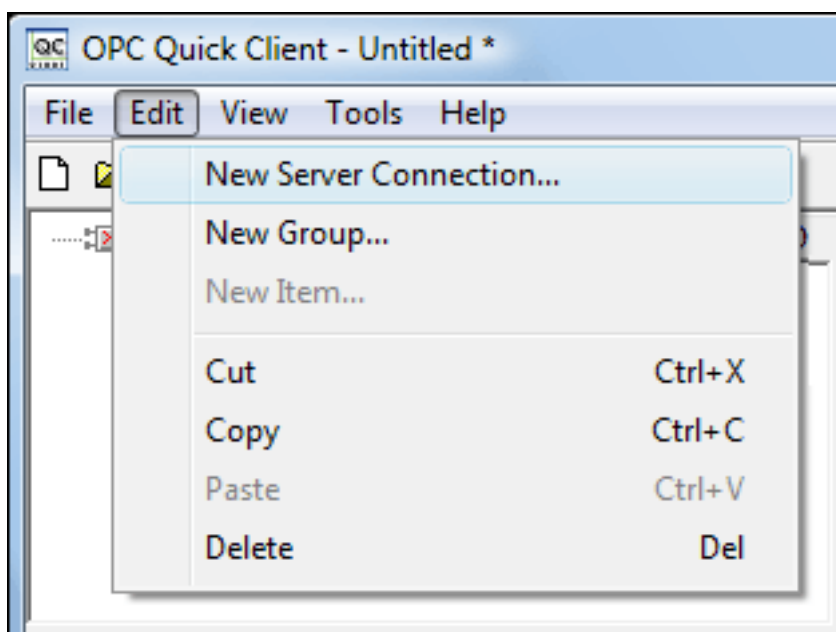 OPC Quick Client - Untitled *
File Edit View Tools Help
New Server Connection...
New Group...
New Item...
Cut Ctrl+X
Copy Ctrl+C
Paste Ctrl+V
Delete Del